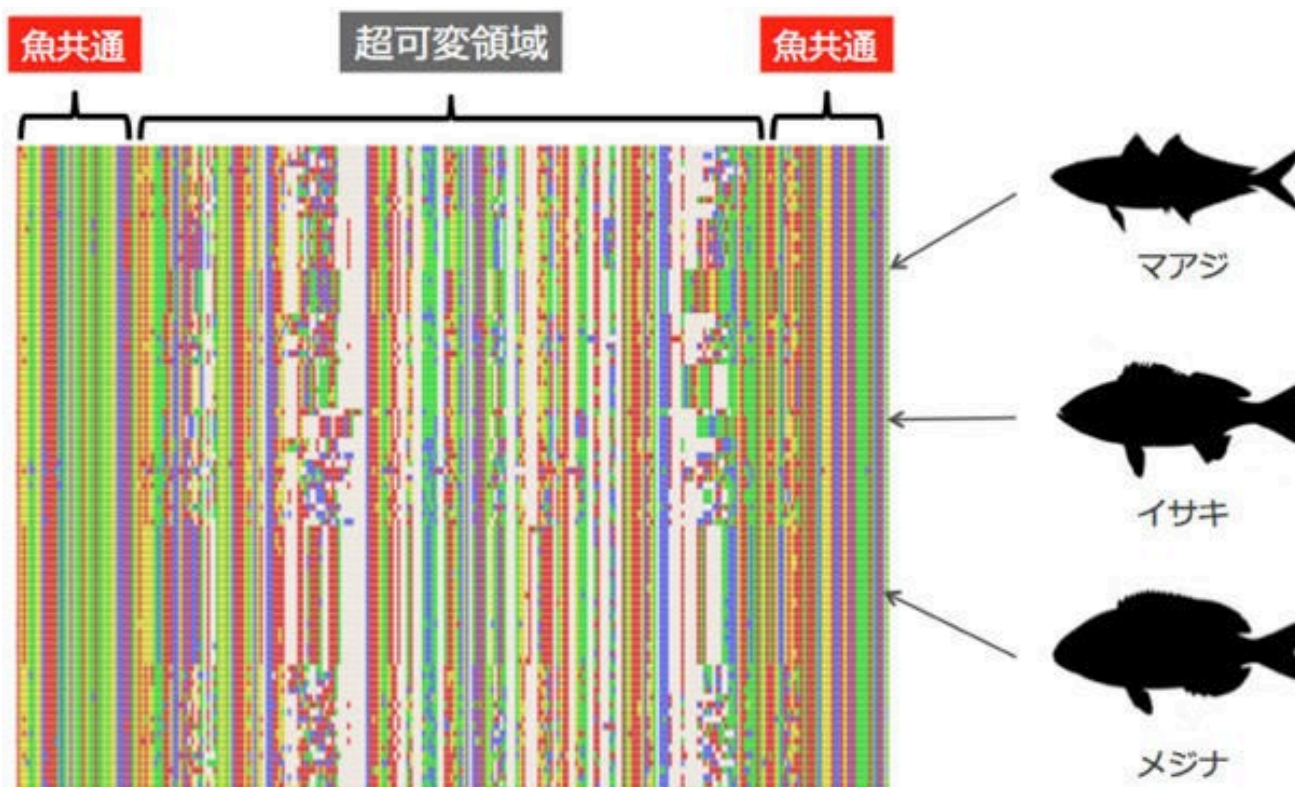 魚共通
超可変領域
魚共通
マアジ
イサキ
メジナ